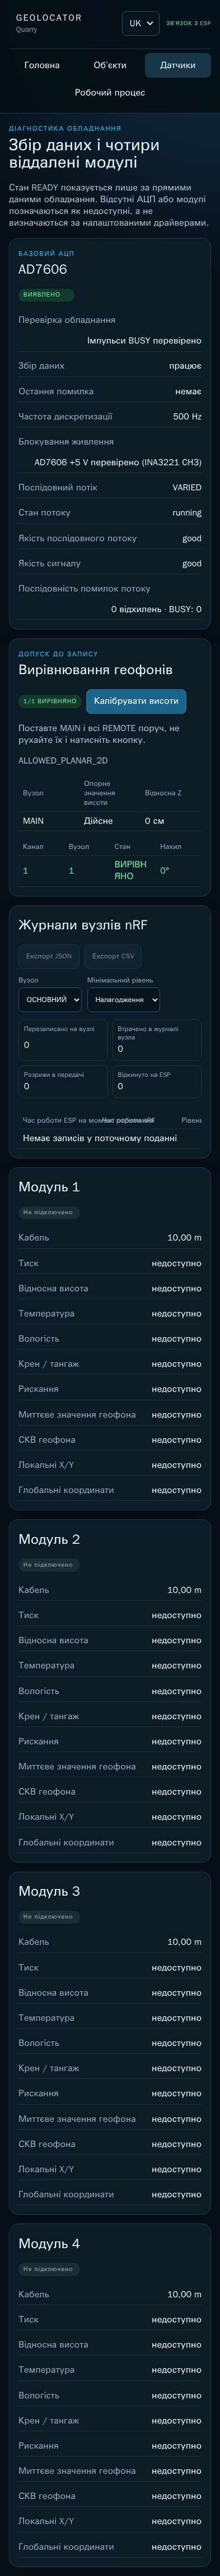 GEOLOCATOR
Quarry
UK
ЗВ'ЯЗОК З ESP
Головна
Об'єкти
Датчики
Робочий процес
ДІАГНОСТИКА ОБЛАДНАННЯ
Збір даних і чотири
віддалені модулі
Стан READY показується лише за прямими
даними обладнання. Відсутні АЦП або модулі
позначаються як недоступні, а не
визначаються за налаштованими драйверами.
БАЗОВИЙ АЦП
AD7606
ВИЯВЛЕНО
Перевірка обладнання
Імпульси BUSY перевірено
Збір даних
працює
Остання помилка
немає
Частота дискретизації
500 Hz
Блокування живлення
AD7606 +5 V перевірено (INA3221 CH3)
Послідовний потік
VARIED
Стан потоку
running
Якість послідовного потоку
good
Якість сигналу
good
Послідовність помилок потоку
0 відхилень · BUSY: 0
ДОПУСК ДО ЗАПИСУ
Вирівнювання геофонів
1/1 ВИРІВНЯНО
Калібрувати висоти
Поставте MAIN і всі REMOTE поруч, не
рухайте їх і натисніть кнопку.
ALLOWED_PLANAR_2D
Вузол
Опорне
значення
висоти
Відносна Z
MAIN
Дійсне
0 см
Канал
Вузол
Стан
Нахил
1
1
ВИРІВН
ЯНО
0°
Журнали вузлів nRF
Експорт JSON
Експорт CSV
Вузол
Мінімальний рівень
ОСНОВНИЙ
Налагодження
Перезаписано на вузлі
0
Втрачено в журналі
вузла
0
Розриви в передачі
0
Відкинуто на ESP
0
Час роботи ESP на момент отримання
Час роботи nRF
Рівень
Немає записів у поточному поданні
Модуль 1
Не підключено
Кабель
10,00 m
Тиск
недоступно
Відносна висота
недоступно
Температура
недоступно
Вологість
недоступно
Крен / тангаж
недоступно
Рискання
недоступно
Миттєве значення геофона
недоступно
СКВ геофона
недоступно
Локальні X/Y
недоступно
Глобальні координати
недоступно
Модуль 2
Не підключено
Кабель
10,00 m
Тиск
недоступно
Відносна висота
недоступно
Температура
недоступно
Вологість
недоступно
Крен / тангаж
недоступно
Рискання
недоступно
Миттєве значення геофона
недоступно
СКВ геофона
недоступно
Локальні X/Y
недоступно
Глобальні координати
недоступно
Модуль 3
Не підключено
Кабель
10,00 m
Тиск
недоступно
Відносна висота
недоступно
Температура
недоступно
Вологість
недоступно
Крен / тангаж
недоступно
Рискання
недоступно
Миттєве значення геофона
недоступно
СКВ геофона
недоступно
Локальні X/Y
недоступно
Глобальні координати
недоступно
Модуль 4
Не підключено
Кабель
10,00 m
Тиск
недоступно
Відносна висота
недоступно
Температура
недоступно
Вологість
недоступно
Крен / тангаж
недоступно
Рискання
недоступно
Миттєве значення геофона
недоступно
СКВ геофона
недоступно
Локальні X/Y
недоступно
Глобальні координати
недоступно